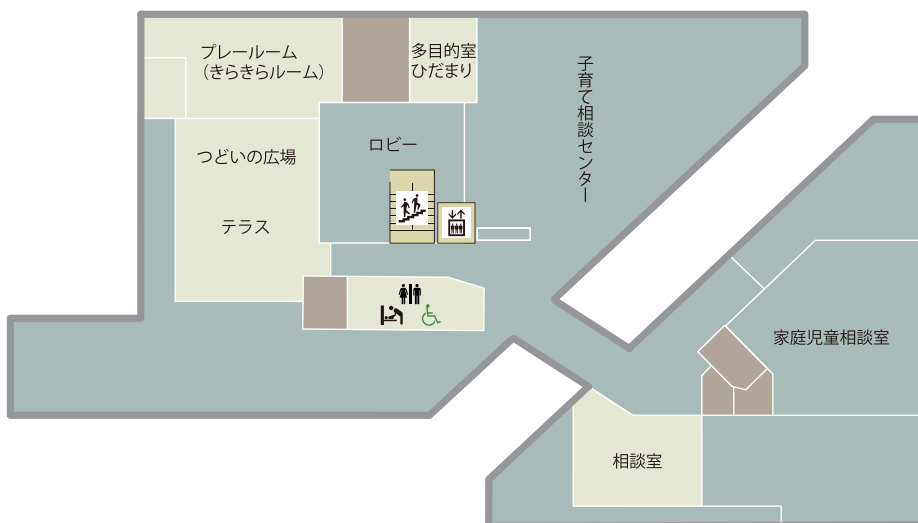 プレールーム
（きらきらルーム）
多目的室
ひだまり
子育て相談センター
ロビー
つどいの広場
テラス
家庭児童相談室
相談室